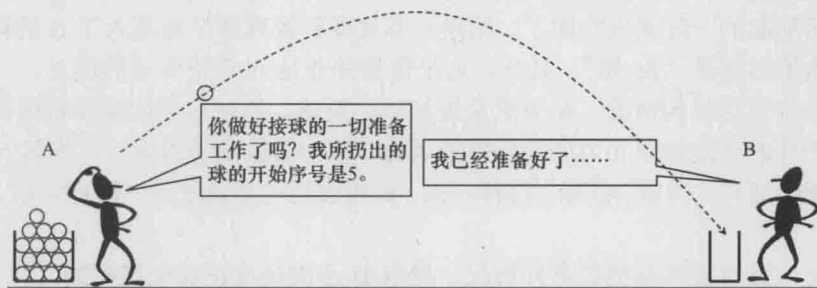 A
你做好接球的一切准备
工作了吗？我所扔出的
球的开始序号是5。
我已经准备好了……
B